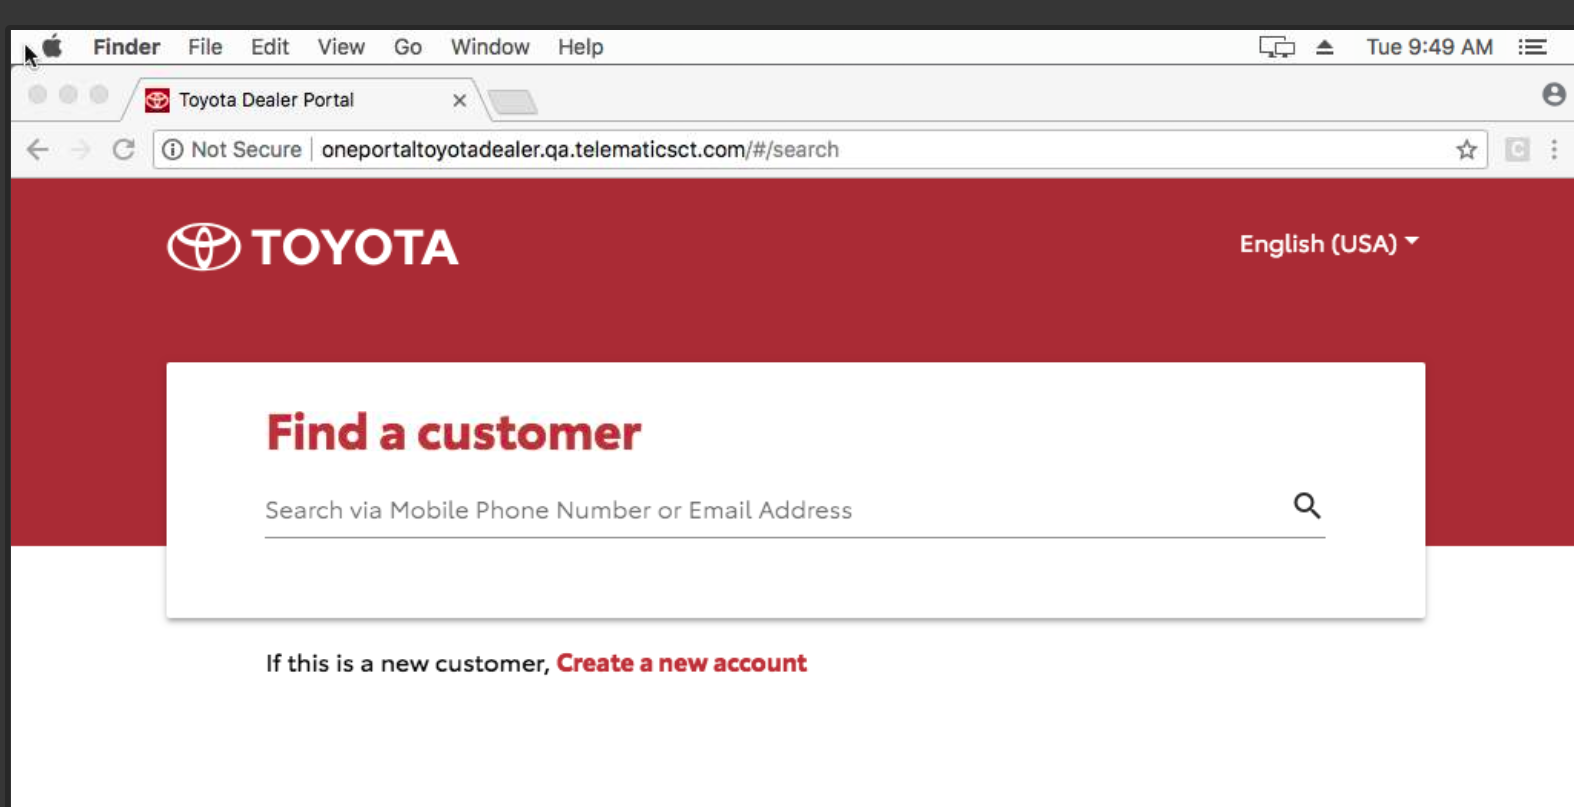 Finder File Edit View Go Window Help Tue 9:49 AM
Toyota Dealer Portal
Not Secure oneportaltoyotadealer.qa.telematicsct.com/#/search
TOYOTA
English (USA)
Find a customer
Search via Mobile Phone Number or Email Address
If this is a new customer, Create a new account